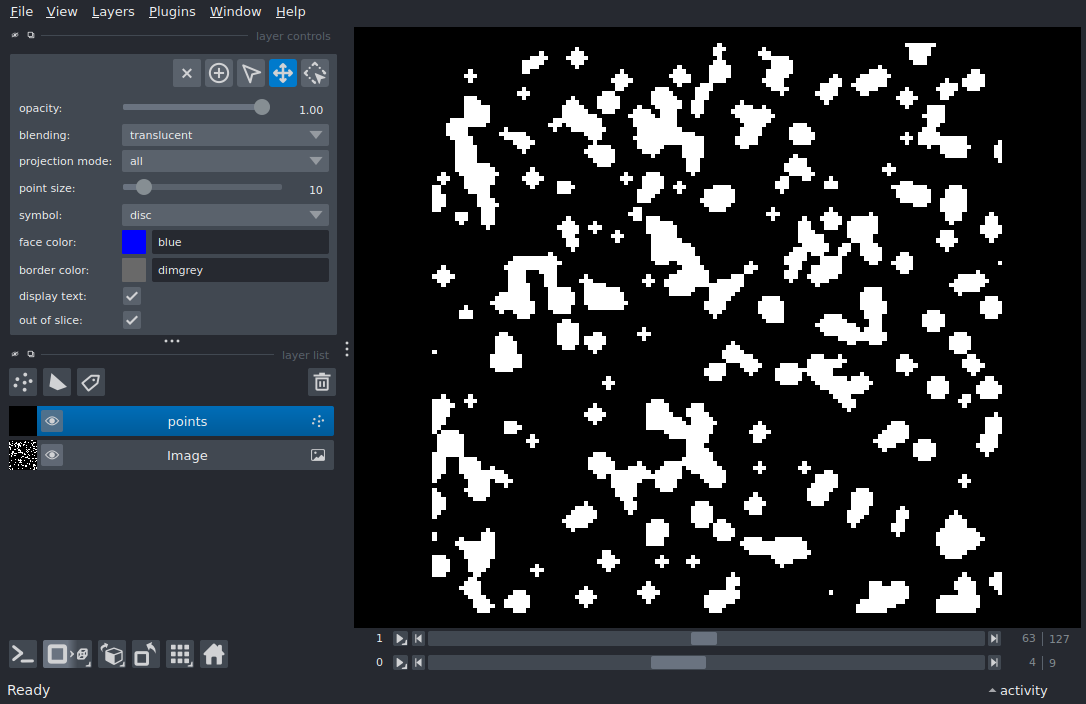 File View Layers Plugins Window Help
layer controls
opacity: 1.00
blending: translucent
projection mode: all
point size: 10
symbol: disc
face color: blue
border color: dimgrey
display text:
out of slice:
layer list
points
Image
1 63 127
0 4 9
Ready activity